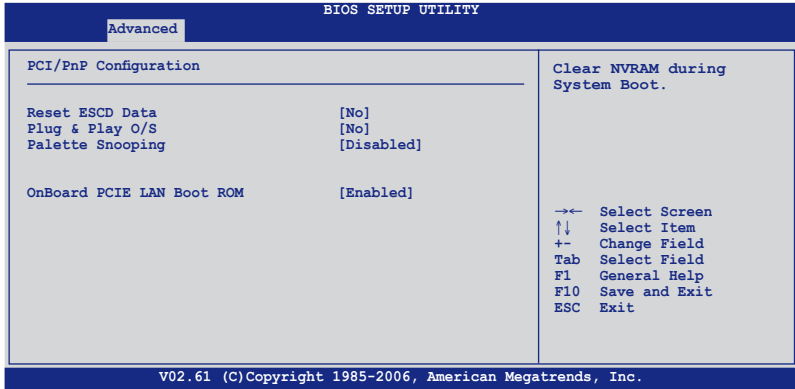 BIOS SETUP UTILITY
Advanced
PCI/PnP Configuration
Reset ESCD Data [No]
Plug & Play O/S [No]
Palette Snooping [Disabled]
OnBoard PCIE LAN Boot ROM [Enabled]
Clear NVRAM during
System Boot.
→← Select Screen
↑↓ Select Item
+- Change Field
Tab Select Field
F1 General Help
F10 Save and Exit
ESC Exit
V02.61 (C)Copyright 1985-2006, American Megatrends, Inc.